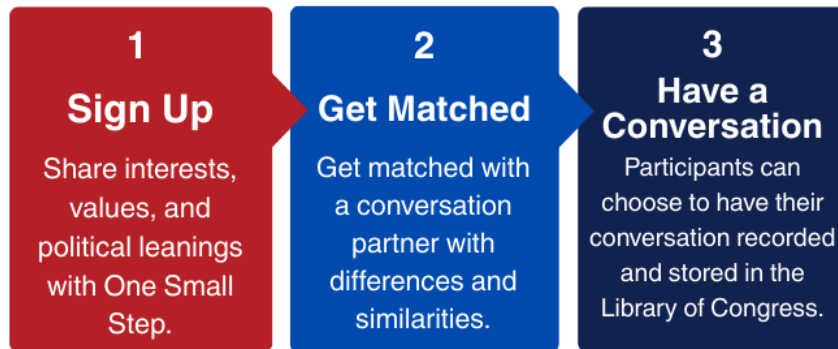 1
Sign Up
Share interests,
values, and
political leanings
with One Small
Step.
2
Get Matched
Get matched with
a conversation
partner with
differences and
similarities.
3
Have a
Conversation
Participants can
choose to have their
conversation recorded
and stored in the
Library of Congress.